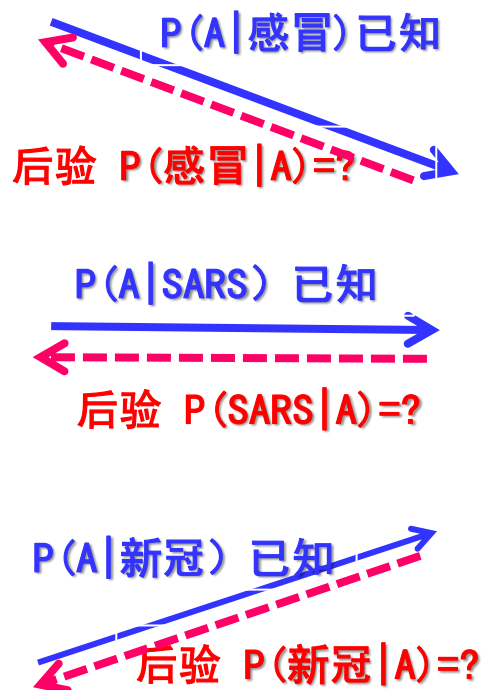 P(A|感冒)已知
后验 P(感冒|A)=?
P(A|SARS) 已知
后验 P(SARS|A)=?
P(A|新冠) 已知
后验 P(新冠|A)=?